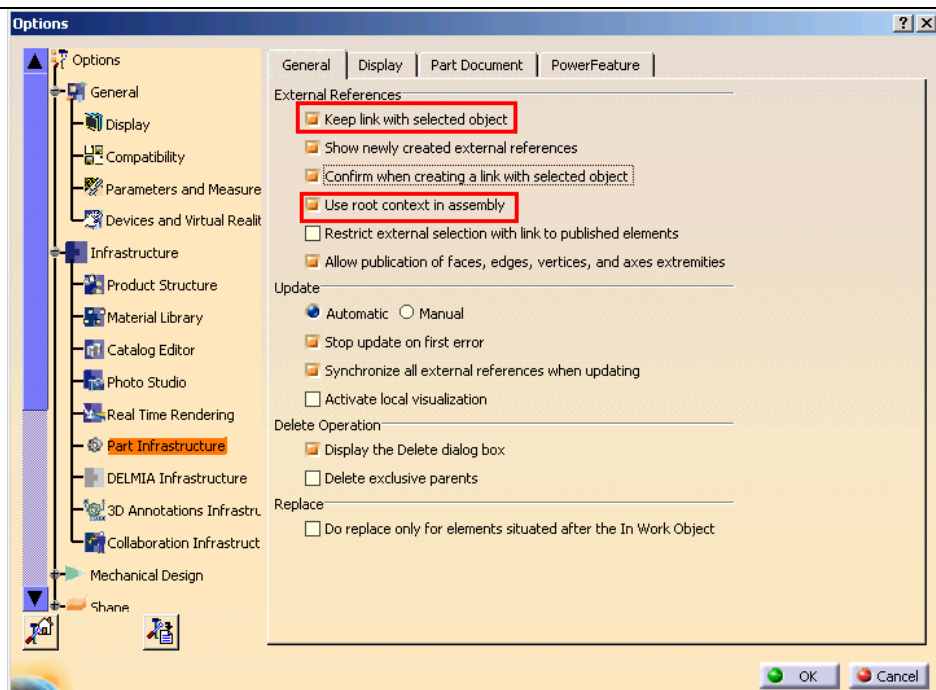 Options
Options
General
Display
Compatibility
Parameters and Measure
Devices and Virtual Realit
Infrastructure
Product Structure
Material Library
Catalog Editor
Photo Studio
Real Time Rendering
Part Infrastructure
DELMIA Infrastructure
3D Annotations Infrastru
Collaboration Infrastruct
Mechanical Design
Shape
General Display Part Document PowerFeature
External References
Keep link with selected object
Show newly created external references
Confirm when creating a link with selected object
Use root context in assembly
Restrict external selection with link to published elements
Allow publication of faces, edges, vertices, and axes extremities
Update
Automatic Manual
Stop update on first error
Synchronize all external references when updating
Activate local visualization
Delete Operation
Display the Delete dialog box
Delete exclusive parents
Replace
Do replace only for elements situated after the In Work Object
OK Cancel